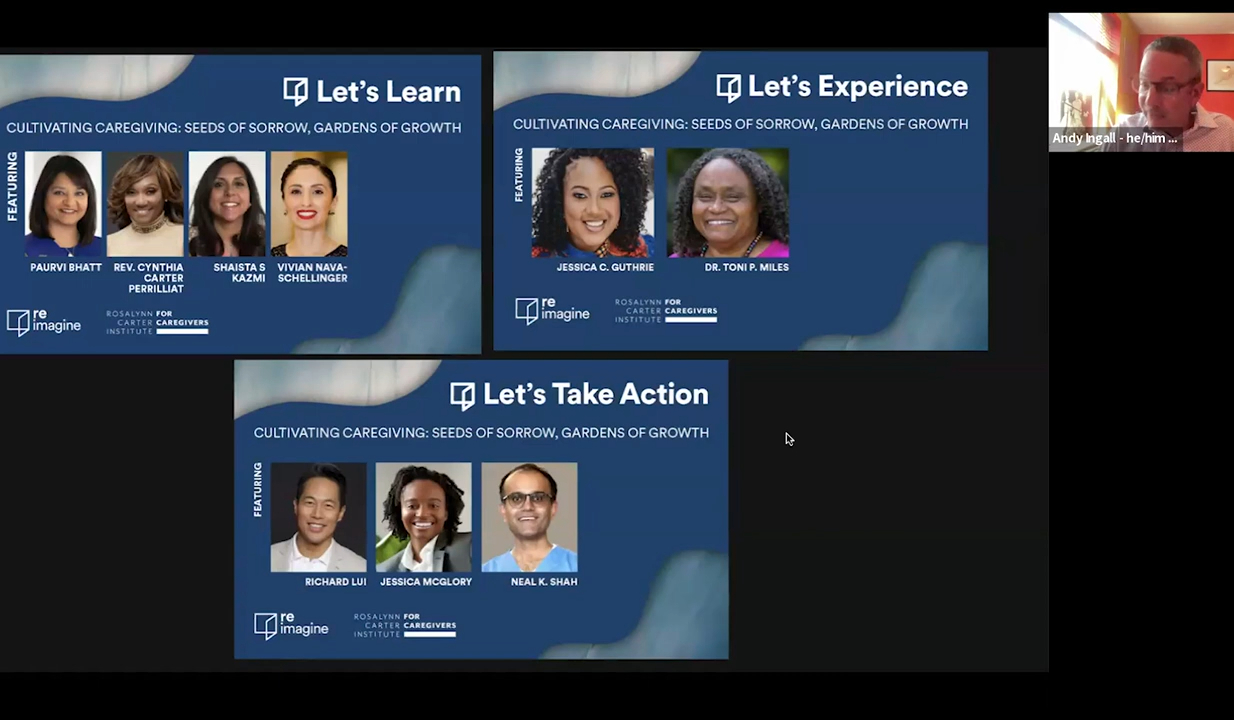 Let's Learn
CULTIVATING CAREGIVING: SEEDS OF SORROW, GARDENS OF GROWTH
FEATURING
PAURVI BHATT
REV. CYNTHIA
CARTER
PERRILLIAT
SHAISTA S
KAZMI
VIVIAN NAVA-
SCHELLINGER
re
imagine
ROSALYNN FOR
CARTER CAREGIVERS
INSTITUTE
Let's Experience
CULTIVATING CAREGIVING: SEEDS OF SORROW, GARDENS OF GROWTH
FEATURING
JESSICA C. GUTHRIE
DR. TONI P. MILES
re
imagine
ROSALYNN FOR
CARTER CAREGIVERS
INSTITUTE
Andy Ingall - he/him ...
Let's Take Action
CULTIVATING CAREGIVING: SEEDS OF SORROW, GARDENS OF GROWTH
FEATURING
RICHARD LUI
JESSICA MCGLORY
NEAL K. SHAH
re
imagine
ROSALYNN FOR
CARTER CAREGIVERS
INSTITUTE